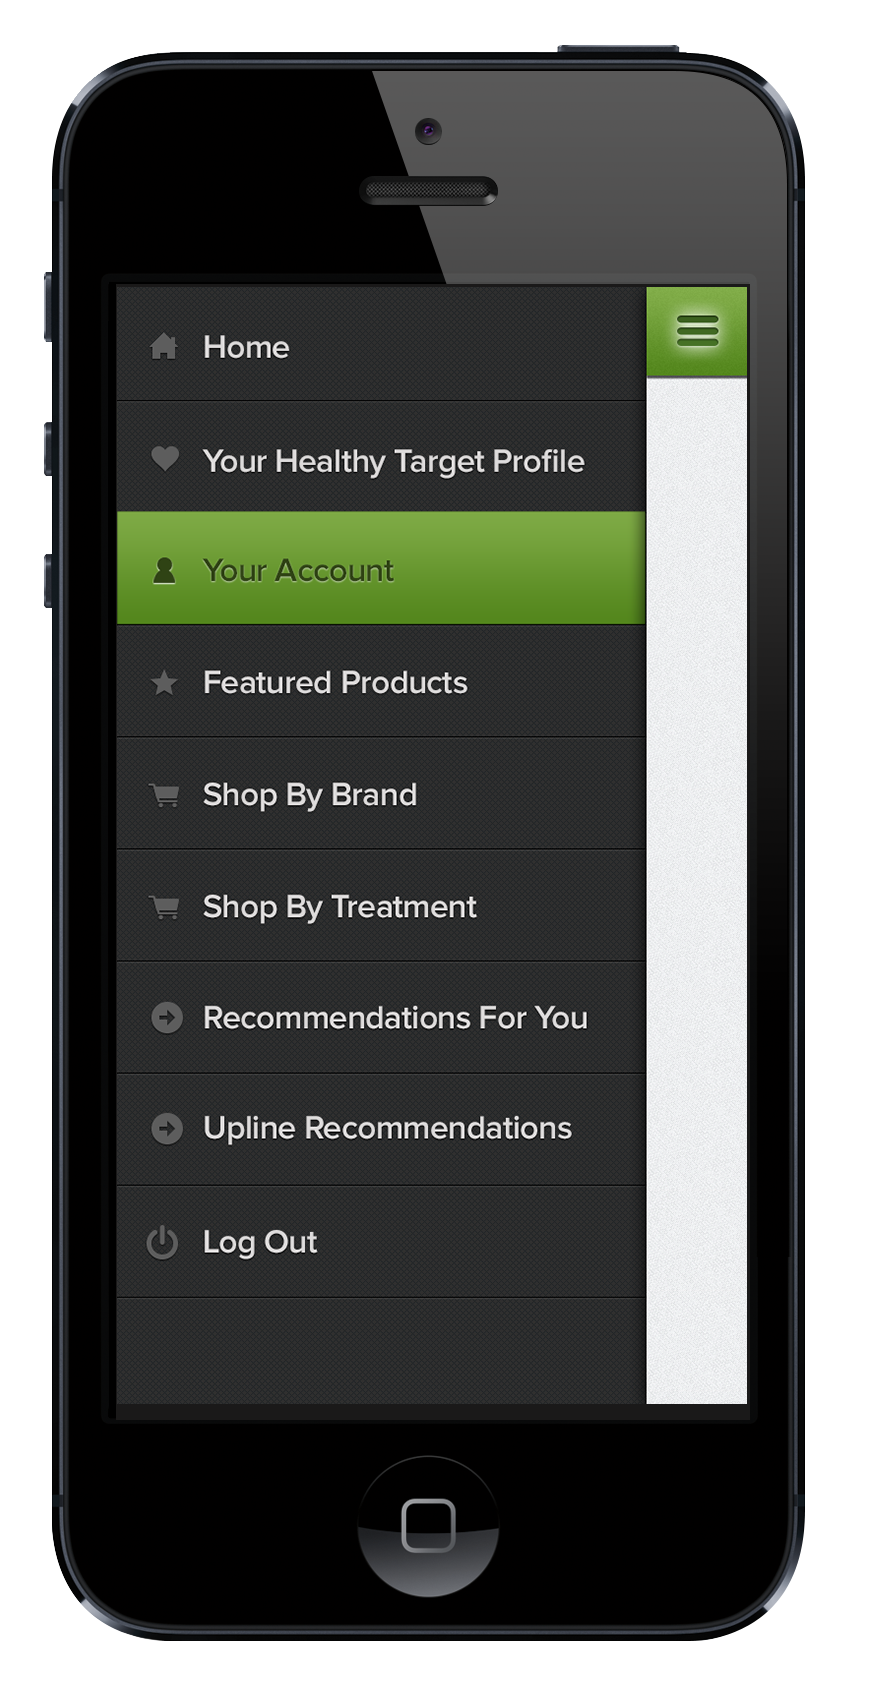 Home
Your Healthy Target Profile
Your Account
Featured Products
Shop By Brand
Shop By Treatment
Recommendations For You
Upline Recommendations
Log Out